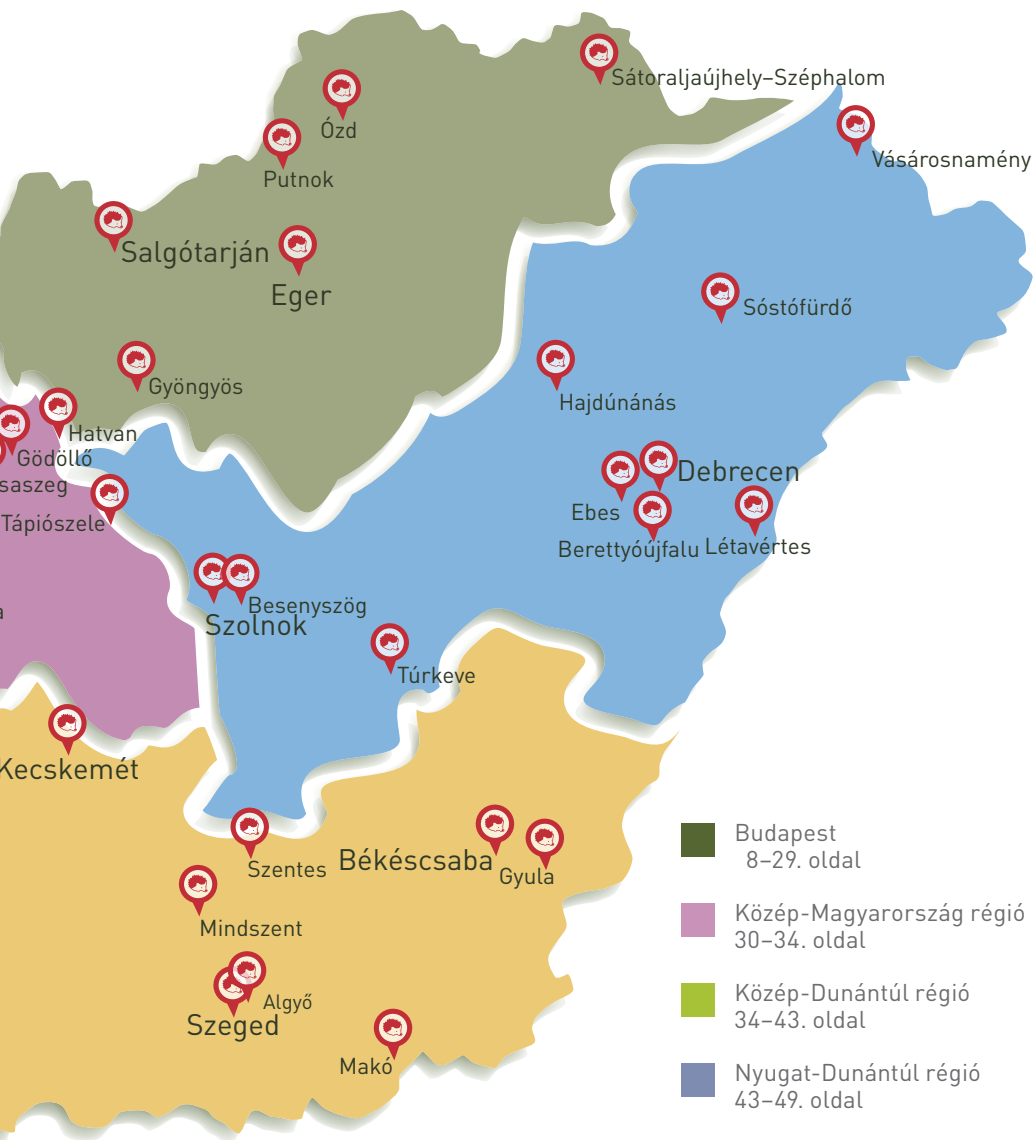 Sátoraljaújhely–Széphalom
Ózd
Vásárosnamény
Putnok
Salgótarján
Eger
Sóstófürdő
Gyöngyös
Hajdúnánás
Hatvan
Gödöllő
saszeg
Debrecen
Ebes
Tápiószele
Berettyóújfalu
Létavértes
Besenyszög
a
Szolnok
Túrkeve
Kecskemét
Szentes
Békéscsaba
Gyula
Mindszent
Algyő
Szeged
Makó
Budapest
8–29. oldal
Közép-Magyarország régió
30–34. oldal
Közép-Dunántúl régió
34–43. oldal
Nyugat-Dunántúl régió
43–49. oldal